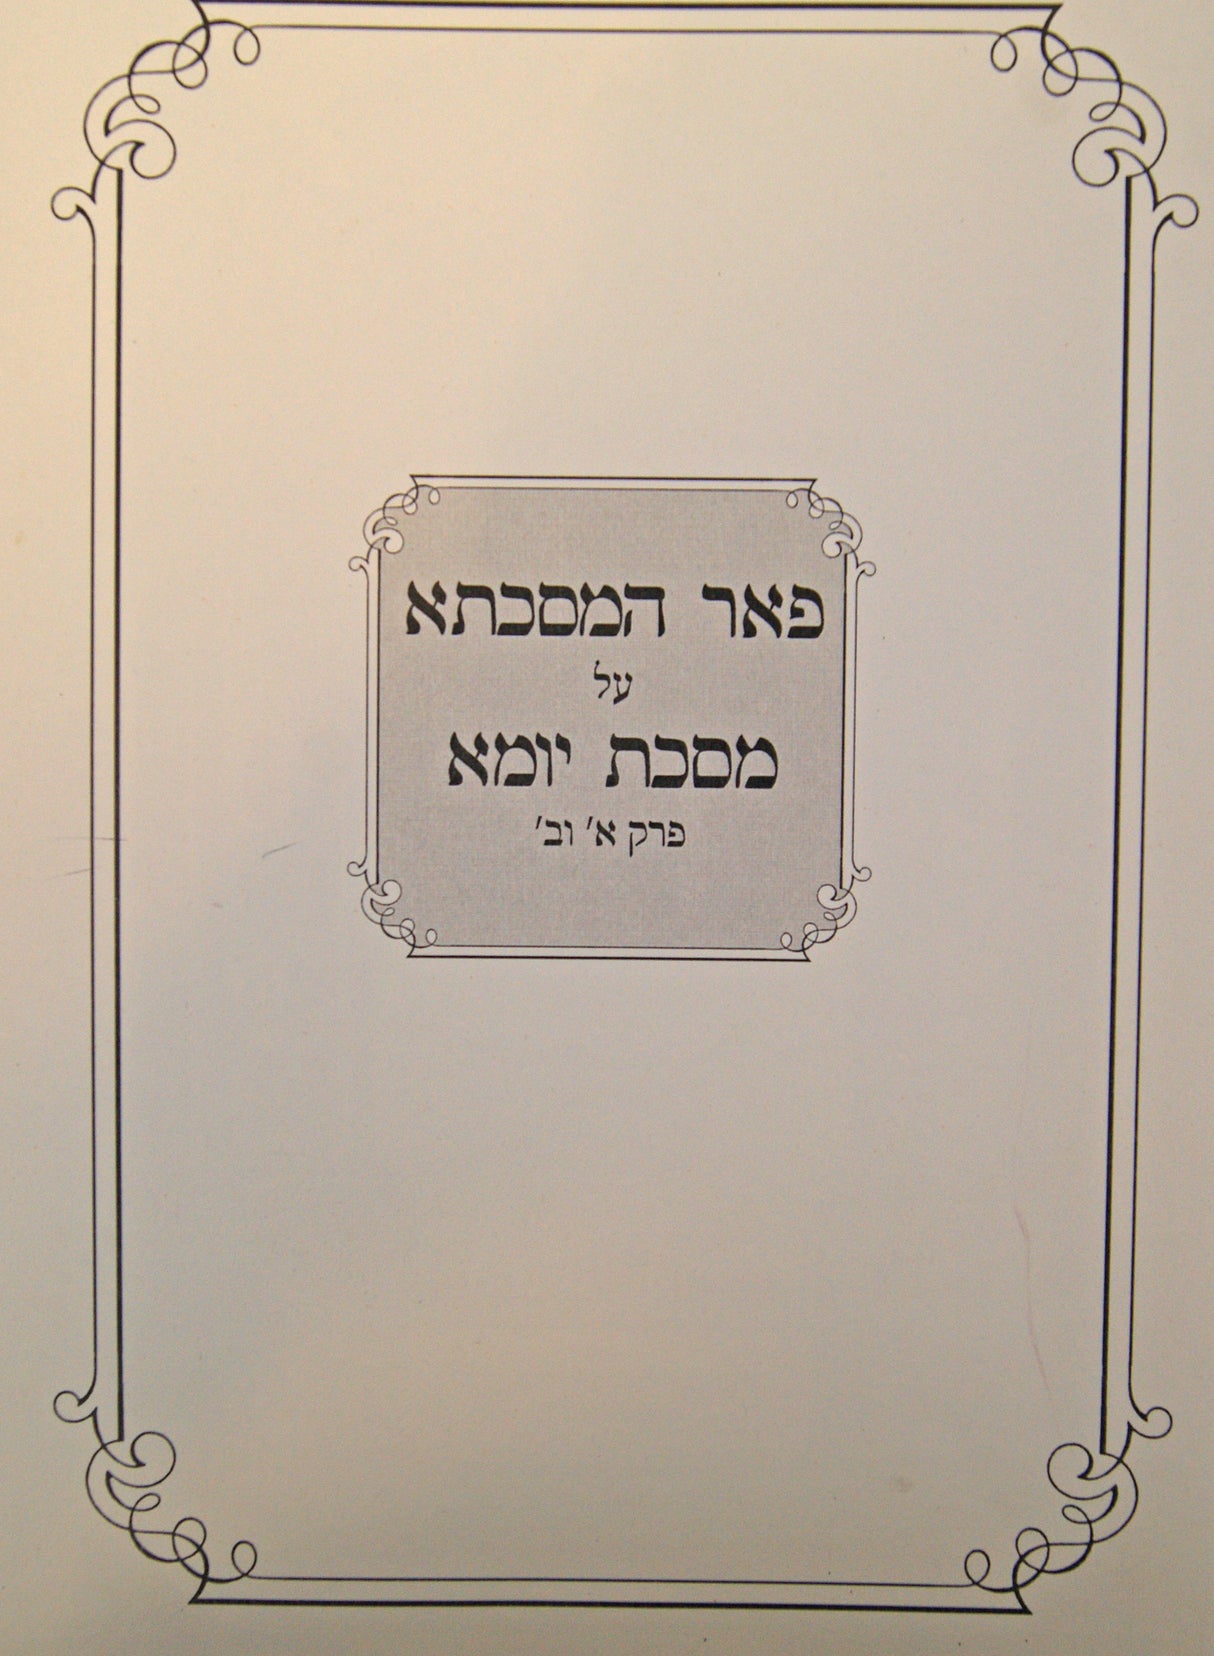 פאר המסכתא
על
מסכת יומא
פרק א' וב'